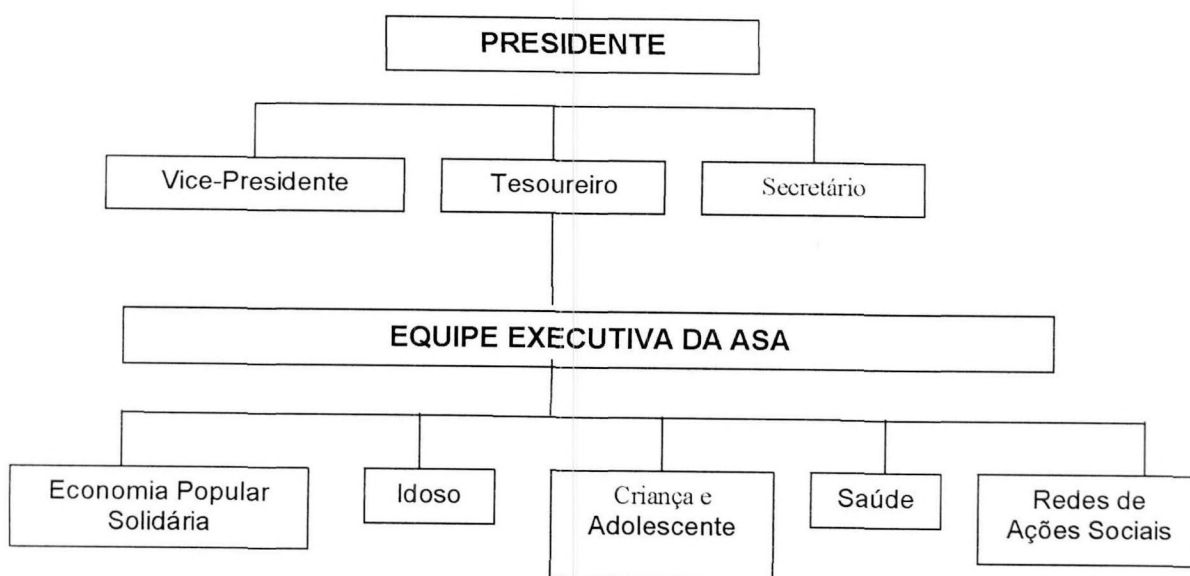 PRESIDENTE
Vice-Presidente
Tesoureiro
Secretário
EQUIPE EXECUTIVA DA ASA
Economia Popular
Solidária
Idoso
Criança e
Adolescente
Saúde
Redes de
Ações Sociais